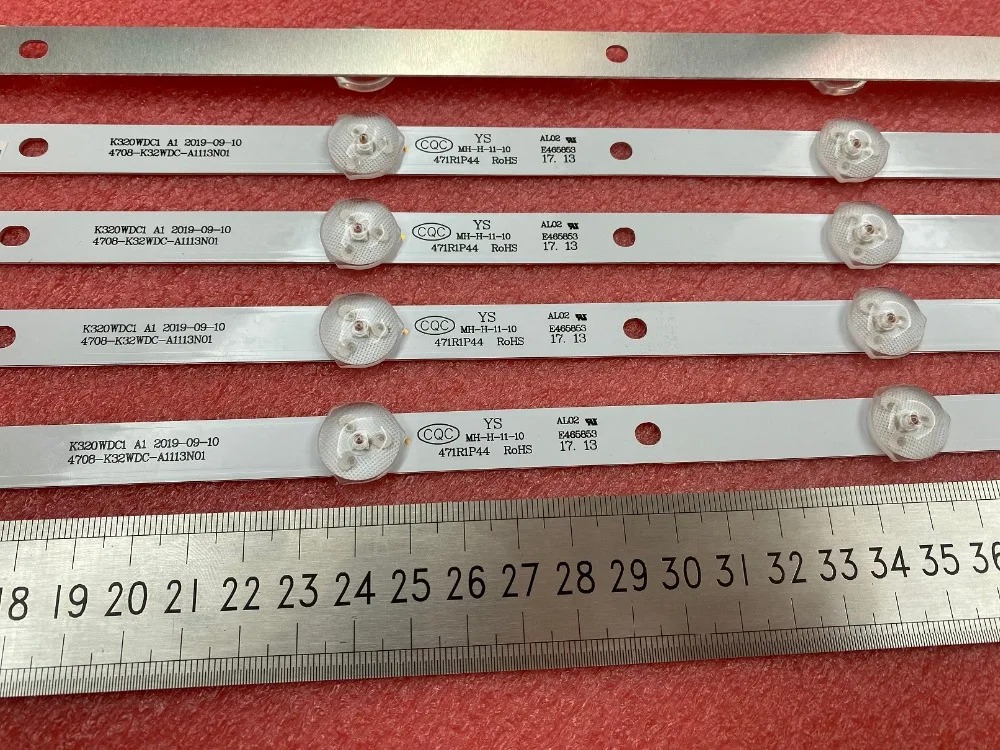 K320WDC1 A1 2019-09-10
4708-K32WDC-A1113N01
CQC
YS
MH-H-11-10
471R1P44 RoHS
AL02
E465853
17. 13
K320WDC1 A1 2019-09-10
4708-K32WDC-A1113N01
CQC
YS
MH-H-11-10
471R1P44 RoHS
AL02
E465853
17. 13
K320WDC1 A1 2019-09-10
4708-K32WDC-A1113N01
CQC
YS
MH-H-11-10
471R1P44 RoHS
AL02
E465853
17. 13
K320WDC1 A1 2019-09-10
4708-K32WDC-A1113N01
CQC
YS
MH-H-11-10
471R1P44 RoHS
AL02
E465853
17. 13
18 19 20 21 22 23 24 25 26 27 28 29 30 31 32 33 34 35 36